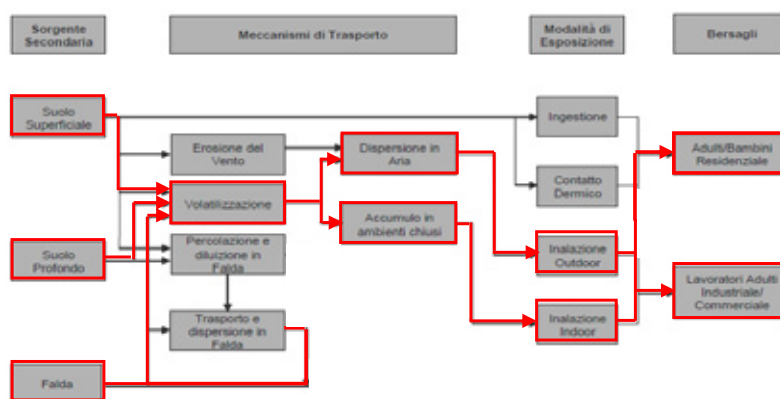 Sorgente
Secondaria
Meccanismi di Trasporto
Modalità di
Esposizione
Bersagli
Suolo
Superficiale
Ingestione
Erosione del
Vento
Dispersione in
Aria
Adulti/Bambini
Residenziale
Contatto
Dermico
Volatilizzazione
Accumulo in
ambienti chiusi
Suolo
Profondo
Percolazione e
diluizione in
Falda
Inalazione
Outdoor
Lavoratori Adulti
Industriale/
Commerciale
Trasporto e
dispersione in
Falda
Inalazione
Indoor
Falda